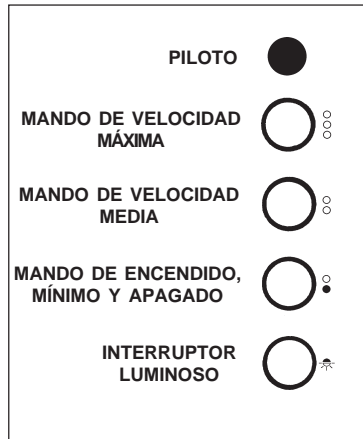 PILOTO
MANDO DE VELOCIDAD
MÁXIMA
MANDO DE VELOCIDAD
MEDIA
MANDO DE ENCENDIDO,
MÍNIMO Y APAGADO
INTERRUPTOR
LUMINOSO